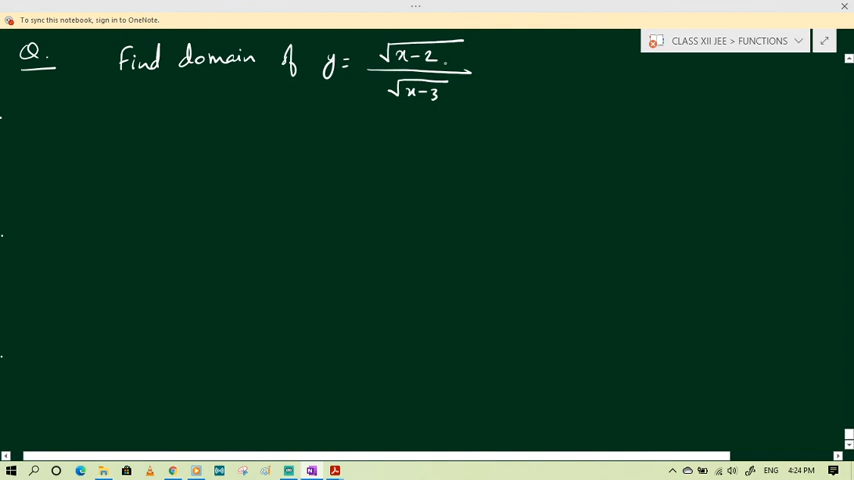 To sync this notebook, sign in to OneNote.
CLASS XII JEE > FUNCTIONS
Q. Find domain of y = √(x-2) / √(x-3)
ENG 4:24 PM